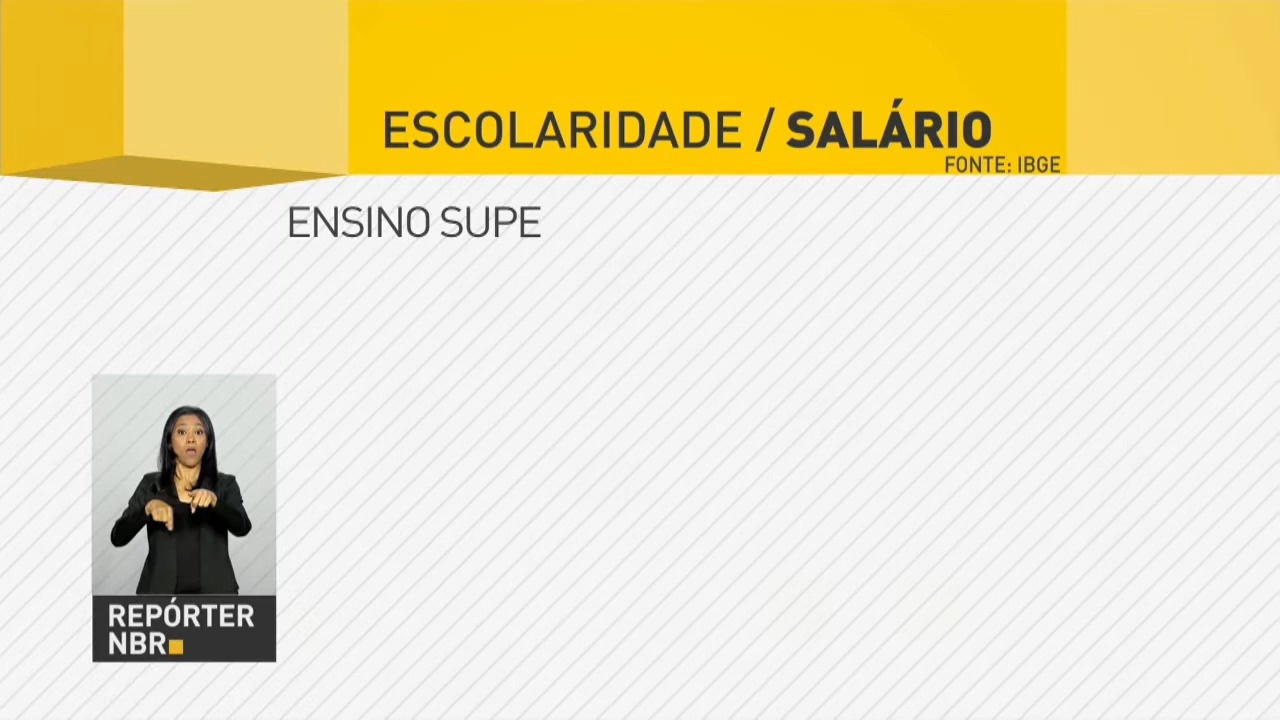 ESCOLARIDADE / SALÁRIO
FONTE: IBGE
ENSINO SUPE
REPÓRTER
NBR